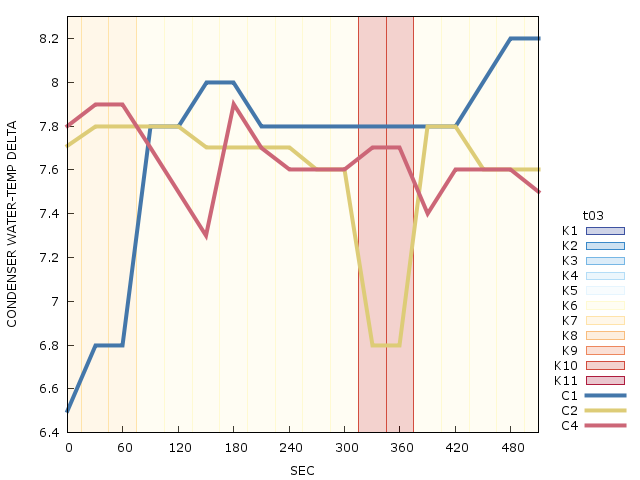 8.2
8
7.8
7.6
7.4
7.2
7
6.8
6.6
6.4
CONDENSER WATER-TEMP DELTA
0 60 120 180 240 300 360 420 480
SEC
t03
K1
K2
K3
K4
K5
K6
K7
K8
K9
K10
K11
C1
C2
C4